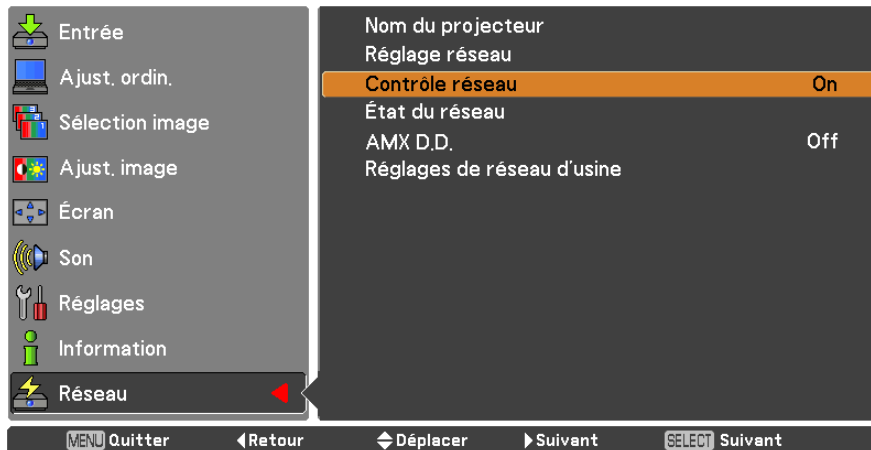 Entrée
Ajust. ordin.
Sélection image
Ajust. image
Écran
Son
Réglages
Information
Réseau
Nom du projecteur
Réglage réseau
Contrôle réseau On
État du réseau
AMX D.D. Off
Réglages de réseau d'usine
MENU Quitter Retour Déplacer Suivant SELECT Suivant